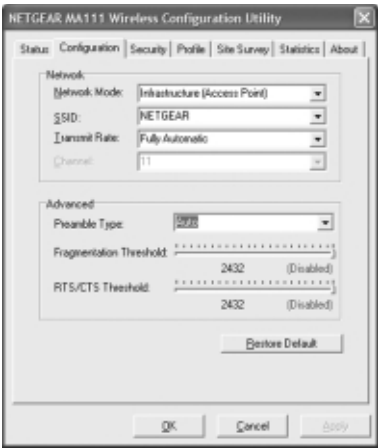 NETGEAR MA111 Wireless Configuration Utility
Status Configuration Security Profile Site Survey Statistics About
Network
Network Mode: Infrastructure (Access Point)
SSID: NETGEAR
Transmit Rate: Fully Automatic
Channel: 11
Advanced
Preamble Type: Auto
Fragmentation Threshold:
2432 (Disabled)
RTS/CTS Threshold:
2432 (Disabled)
Restore Default
OK Cancel Apply